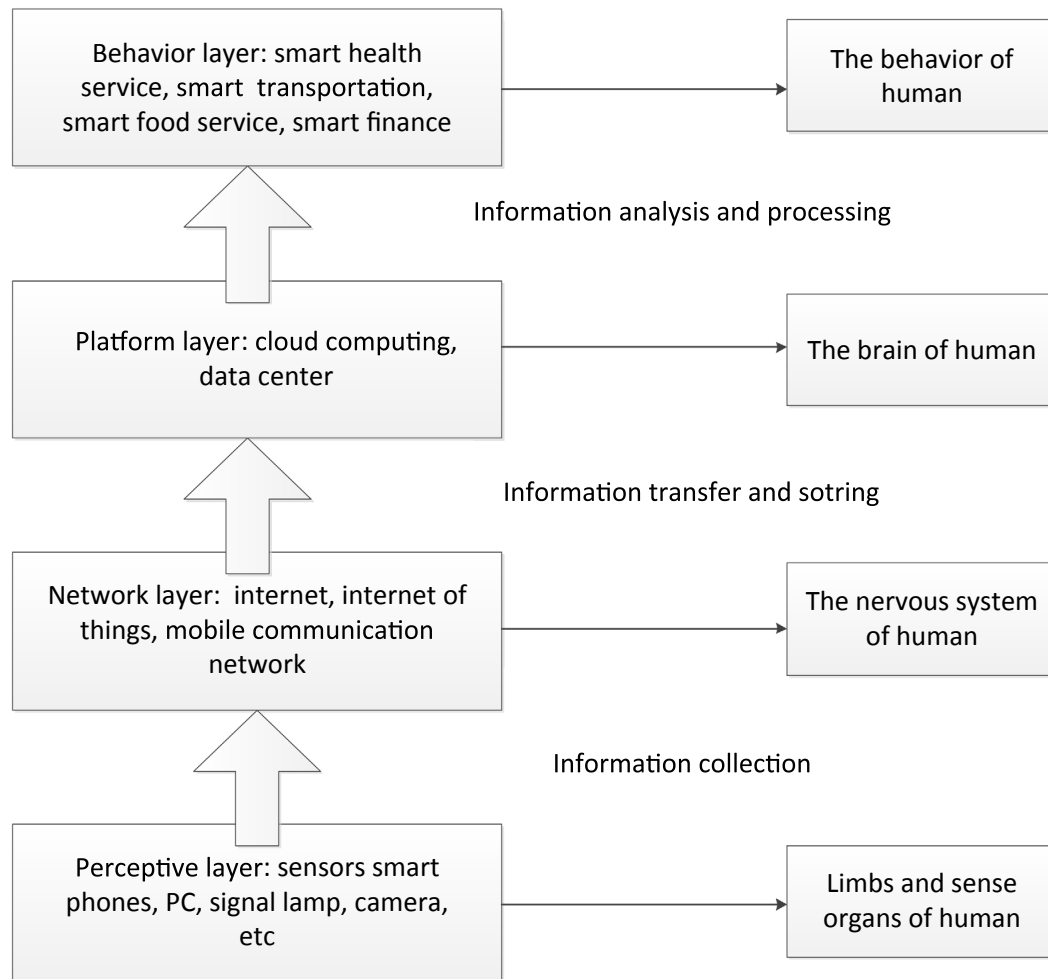 Behavior layer: smart health
service, smart  transportation,
smart food service, smart finance
The behavior of
human
Information analysis and processing
Platform layer: cloud computing,
data center
The brain of human
Information transfer and sotring
Network layer:  internet, internet of
things, mobile communication
network
The nervous system
of human
Information collection
Perceptive layer: sensors smart
phones, PC, signal lamp, camera,
etc
Limbs and sense
organs of human